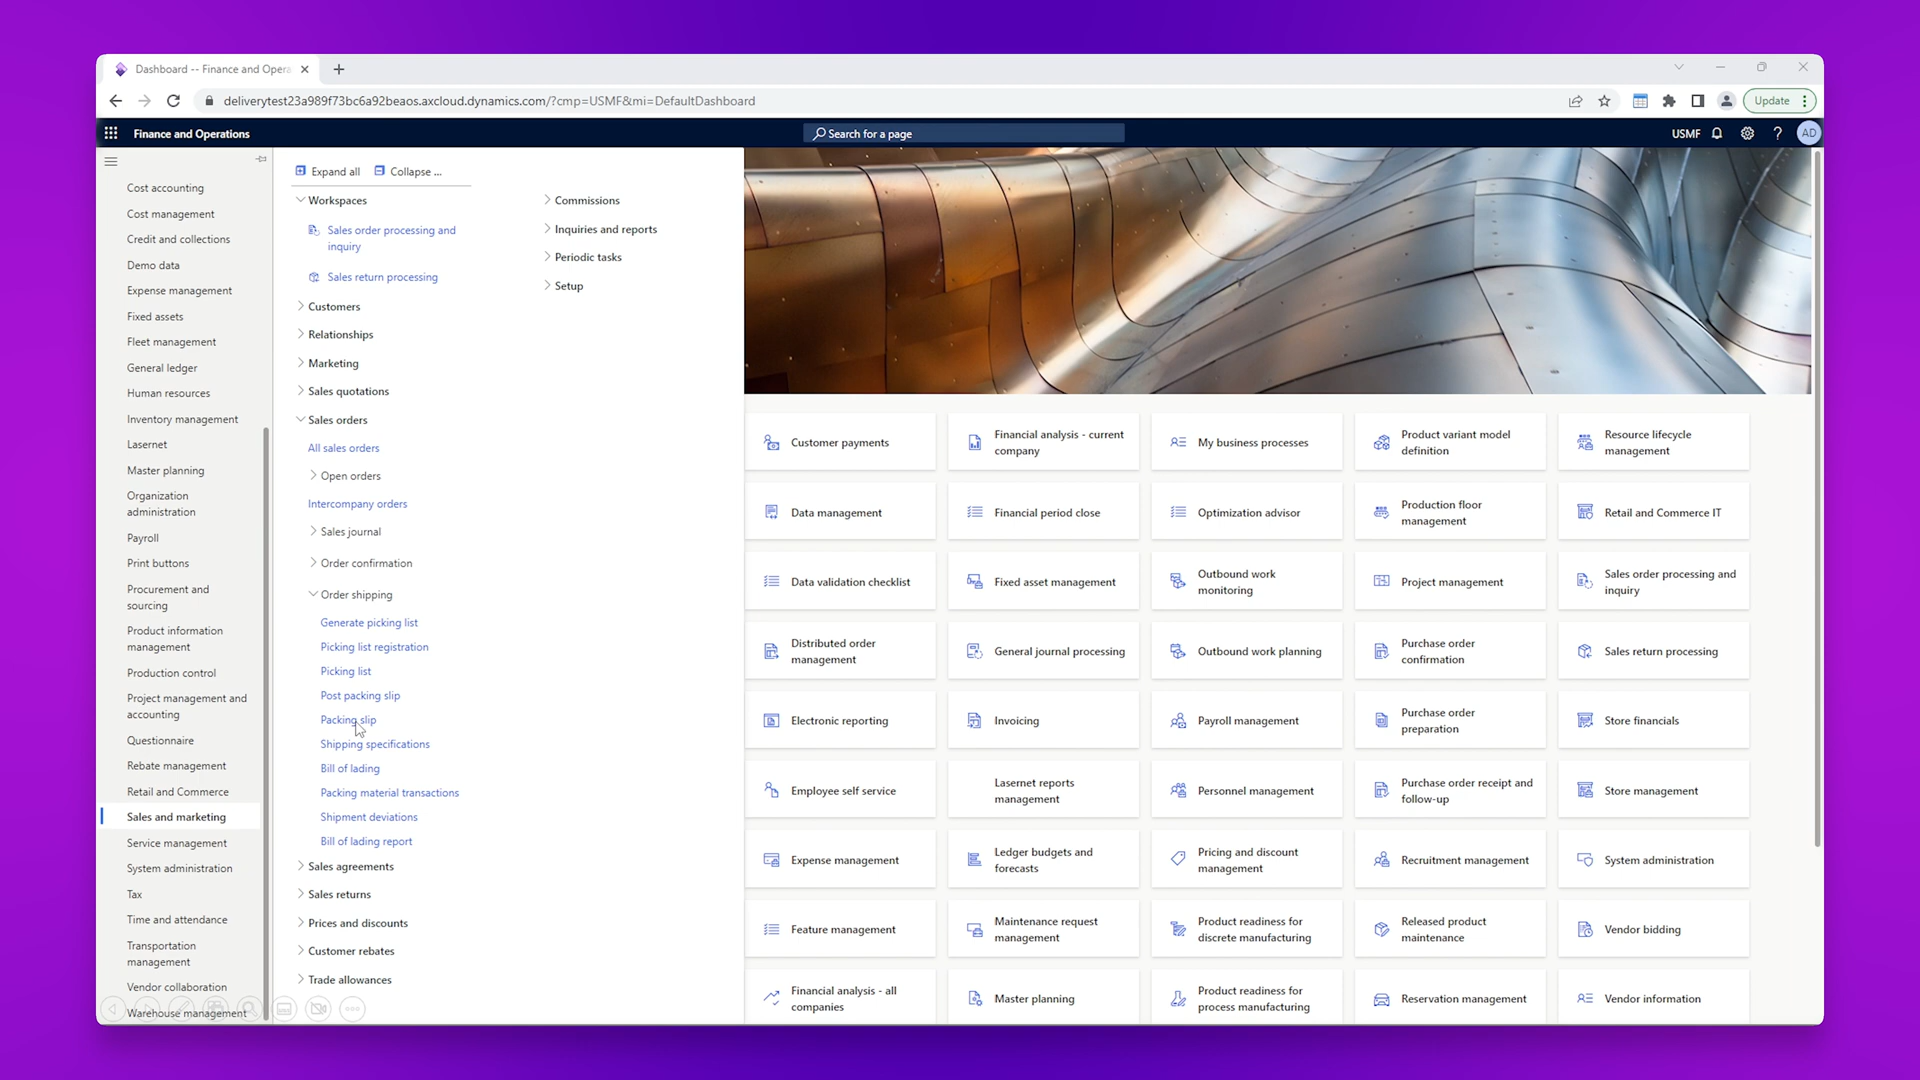 Dashboard -- Finance and Opera
deliverytest23a989f73bc6a92beaos.axcloud.dynamics.com/?cmp=USMF&mi=DefaultDashboard
Update
Finance and Operations
Search for a page
USMF
?
AD
Cost accounting
Cost management
Credit and collections
Demo data
Expense management
Fixed assets
Fleet management
General ledger
Human resources
Inventory management
Lasernet
Master planning
Organization
administration
Payroll
Print buttons
Procurement and
sourcing
Product information
management
Production control
Project management and
accounting
Questionnaire
Rebate management
Retail and Commerce
Sales and marketing
Service management
System administration
Tax
Time and attendance
Transportation
management
Vendor collaboration
Warehouse management
Expand all
Collapse ...
Workspaces
Sales order processing and
inquiry
Sales return processing
Customers
Relationships
Marketing
Sales quotations
Sales orders
All sales orders
Open orders
Intercompany orders
Sales journal
Order confirmation
Order shipping
Generate picking list
Picking list registration
Picking list
Post packing slip
Packing slip
Shipping specifications
Bill of lading
Packing material transactions
Shipment deviations
Bill of lading report
Sales agreements
Sales returns
Prices and discounts
Customer rebates
Trade allowances
Commissions
Inquiries and reports
Periodic tasks
Setup
Customer payments
Financial analysis - current
company
My business processes
Product variant model
definition
Resource lifecycle
management
Data management
Financial period close
Optimization advisor
Production floor
management
Retail and Commerce IT
Data validation checklist
Fixed asset management
Outbound work
monitoring
Project management
Sales order processing and
inquiry
Distributed order
management
General journal processing
Outbound work planning
Purchase order
confirmation
Sales return processing
Electronic reporting
Invoicing
Payroll management
Purchase order
preparation
Store financials
Employee self service
Lasernet reports
management
Personnel management
Purchase order receipt and
follow-up
Store management
Expense management
Ledger budgets and
forecasts
Pricing and discount
management
Recruitment management
System administration
Feature management
Maintenance request
management
Product readiness for
discrete manufacturing
Released product
maintenance
Vendor bidding
Financial analysis - all
companies
Master planning
Product readiness for
process manufacturing
Reservation management
Vendor information